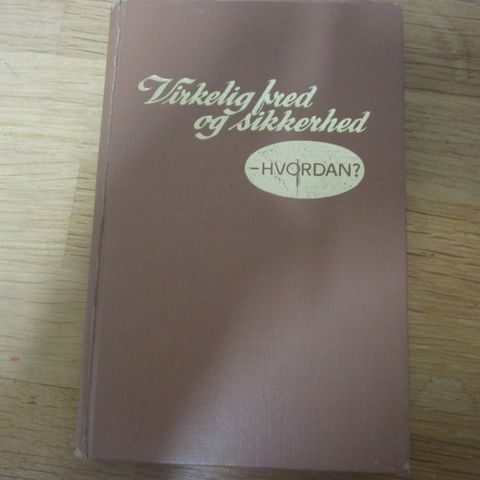 Virkelig fred
og sikkerhed
-HVORDAN?